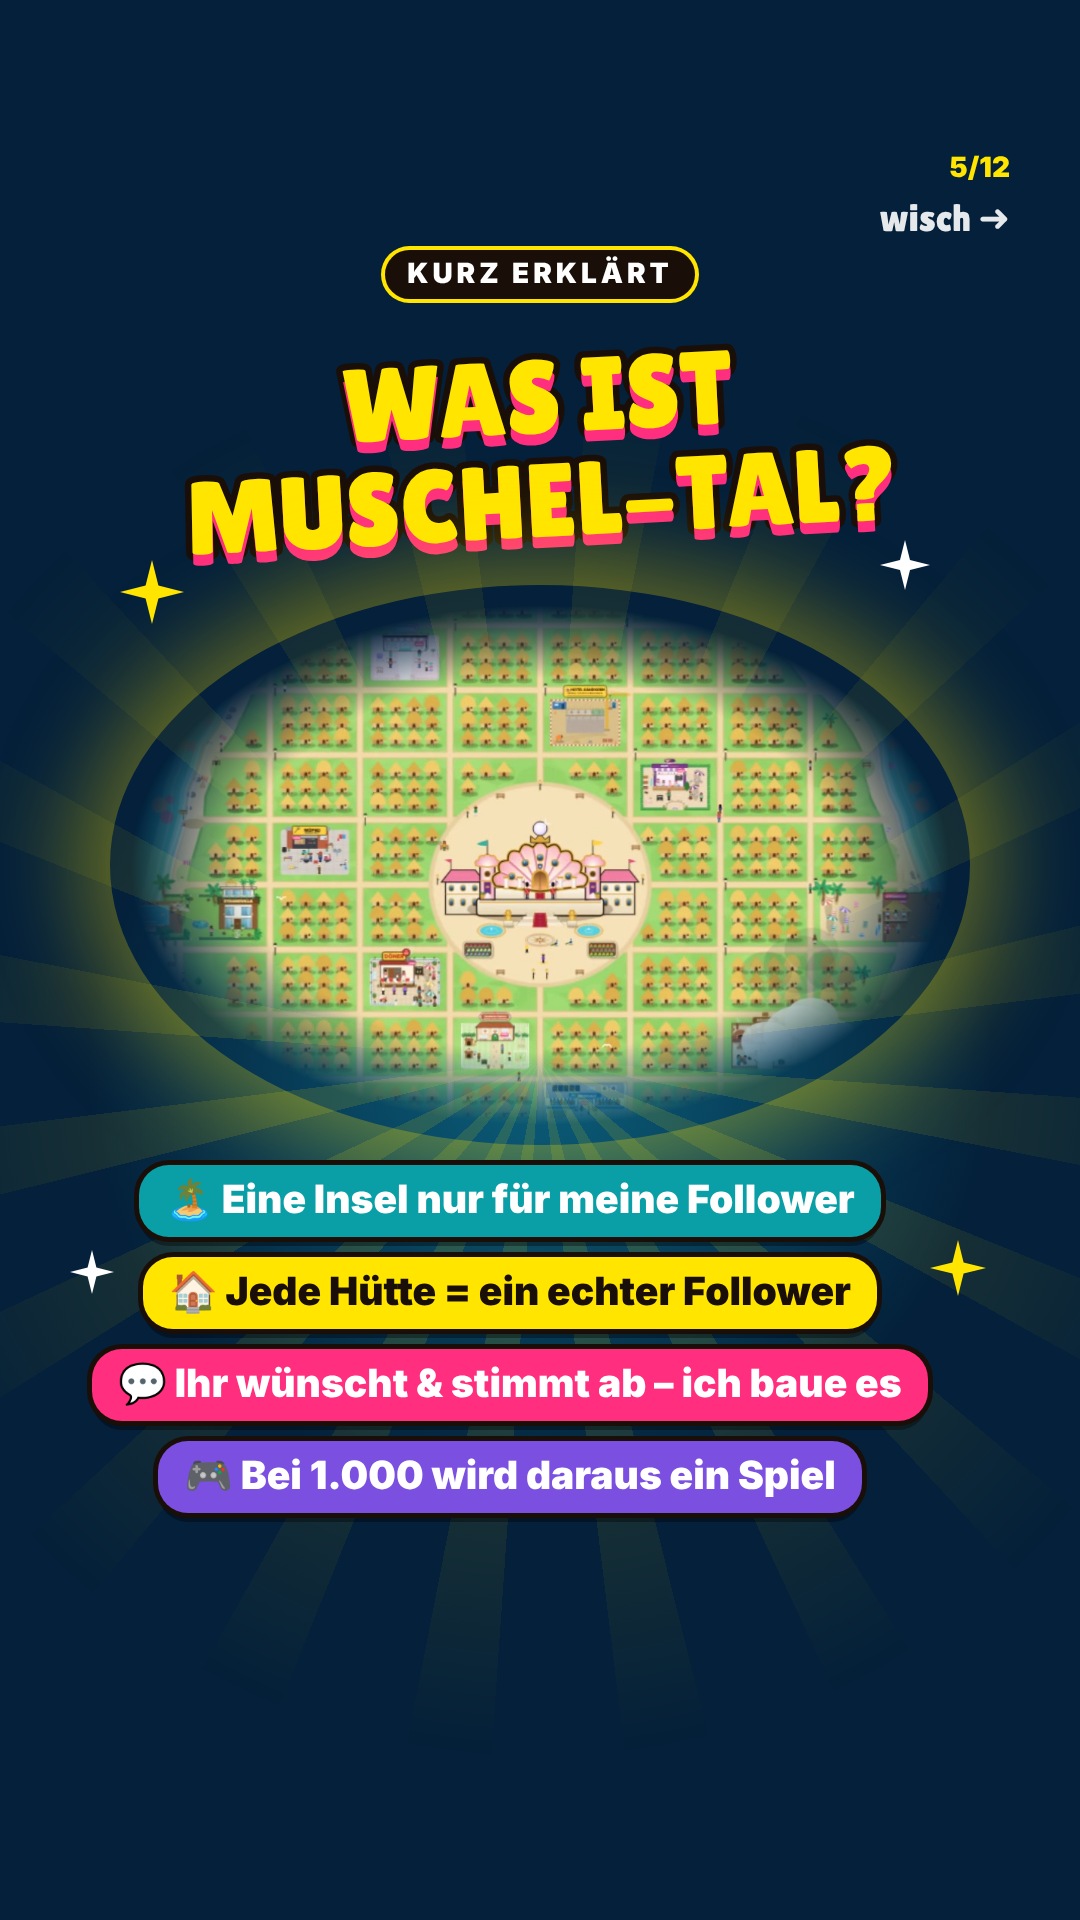 5/12
wisch →
KURZ ERKLÄRT
WAS IST
MUSCHEL-TAL?
🏝️ Eine Insel nur für meine Follower
🏠 Jede Hütte = ein echter Follower
💬 Ihr wünscht & stimmt ab – ich baue es
🎮 Bei 1.000 wird daraus ein Spiel